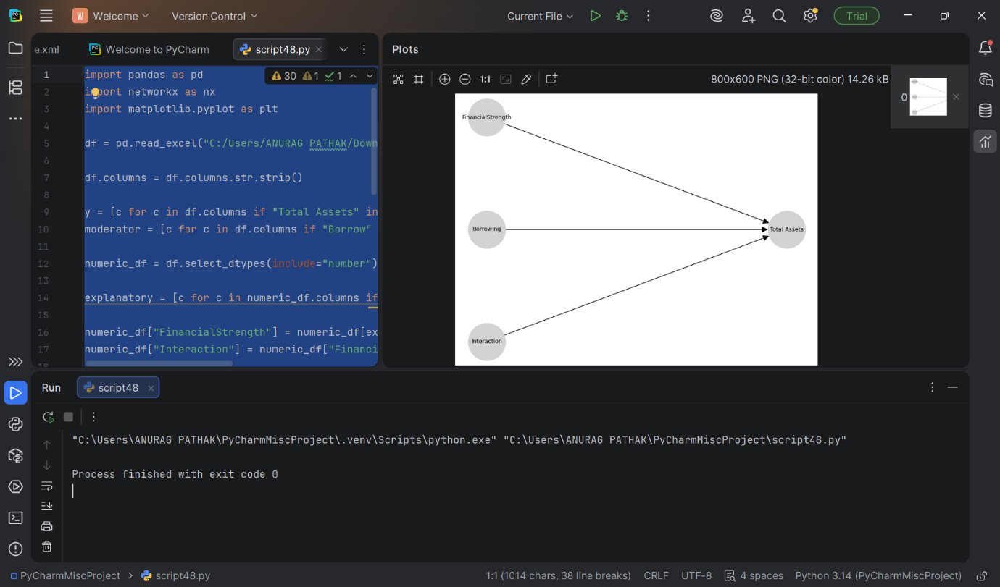 W Welcome Version Control Current File Trial
e.xml Welcome to PyCharm script48.py
Plots
30 1 1
1 import pandas as pd
2 import networkx as nx
3 import matplotlib.pyplot as plt
4
5 df = pd.read_excel("C:/Users/ANURAG PATHAK/Down
6
7 df.columns = df.columns.str.strip()
8
9 y = [c for c in df.columns if "Total Assets" in
10 moderator = [c for c in df.columns if "Borrow"
11
12 numeric_df = df.select_dtypes(include="number")
13
14 explanatory = [c for c in numeric_df.columns if
15
16 numeric_df["FinancialStrength"] = numeric_df[ex
17 numeric_df["Interaction"] = numeric_df["Financi
18
1:1 800x600 PNG (32-bit color) 14.26 kB
0
FinancialStrength
Borrowing
Total Assets
Interaction
Run script48
"C:\Users\ANURAG PATHAK\PyCharmMiscProject\.venv\Scripts\python.exe" "C:\Users\ANURAG PATHAK\PyCharmMiscProject\script48.py"
Process finished with exit code 0
PyCharmMiscProject > script48.py 1:1 (1014 chars, 38 line breaks) CRLF UTF-8 4 spaces Python 3.14 (PyCharmMiscProject)